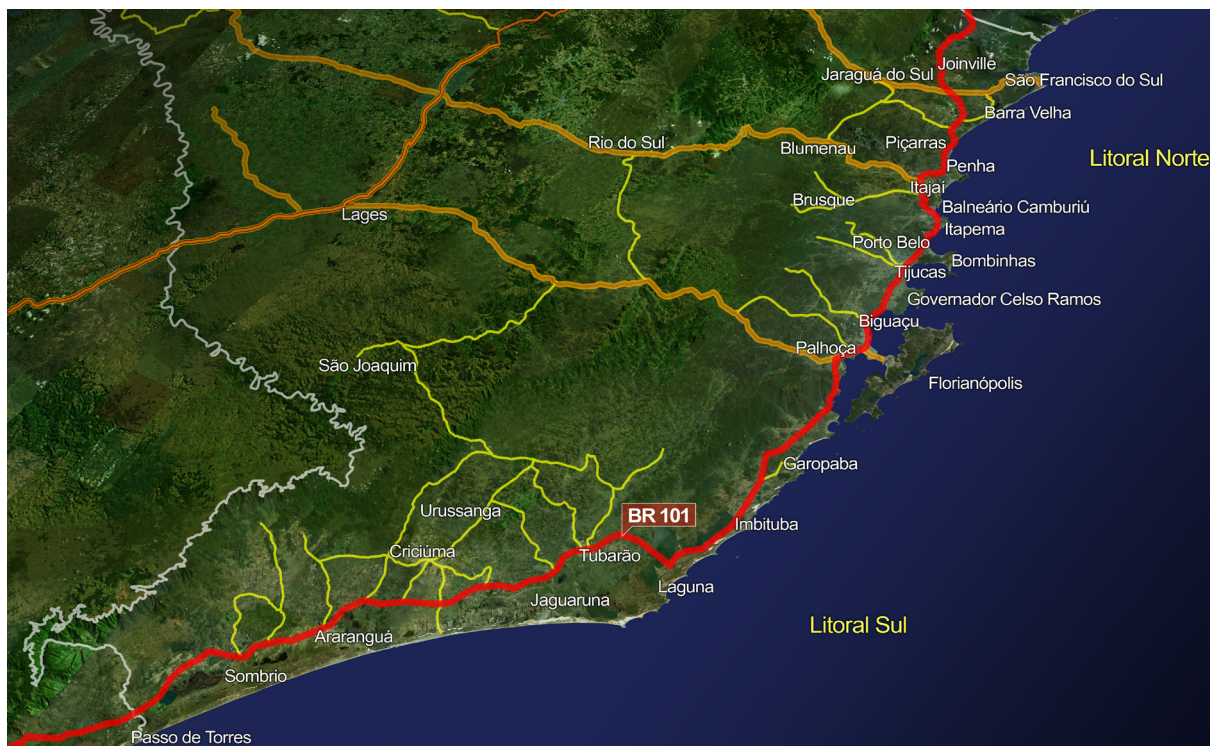 Joinville
Jaraguá do Sul
São Francisco do Sul
Barra Velha
Rio do Sul
Blumenau
Piçarras
Litoral Norte
Penha
Itajaí
Brusque
Balneário Camburiú
Lages
Itapema
Porto Belo
Bombinhas
Tijucas
Governador Celso Ramos
Biguaçu
Palhoça
São Joaquim
Florianópolis
Garopaba
Urussanga
BR 101
Imbituba
Criciúma
Tubarão
Laguna
Jaguaruna
Litoral Sul
Araranguá
Sombrio
Passo de Torres